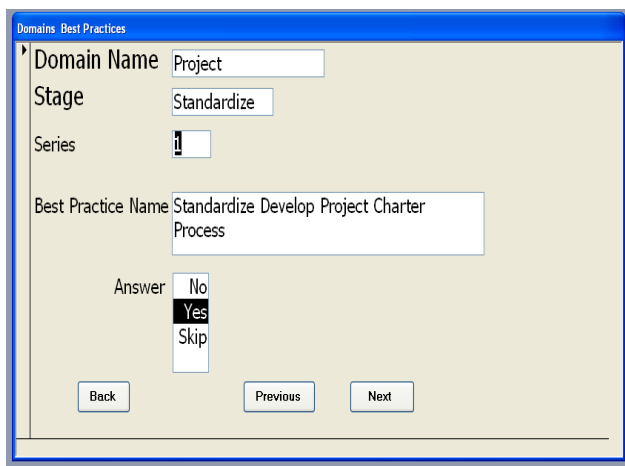 Domains Best Practices
Domain Name Project
Stage Standardize
Series 1
Best Practice Name Standardize Develop Project Charter
Process
Answer No
Yes
Skip
Back Previous Next